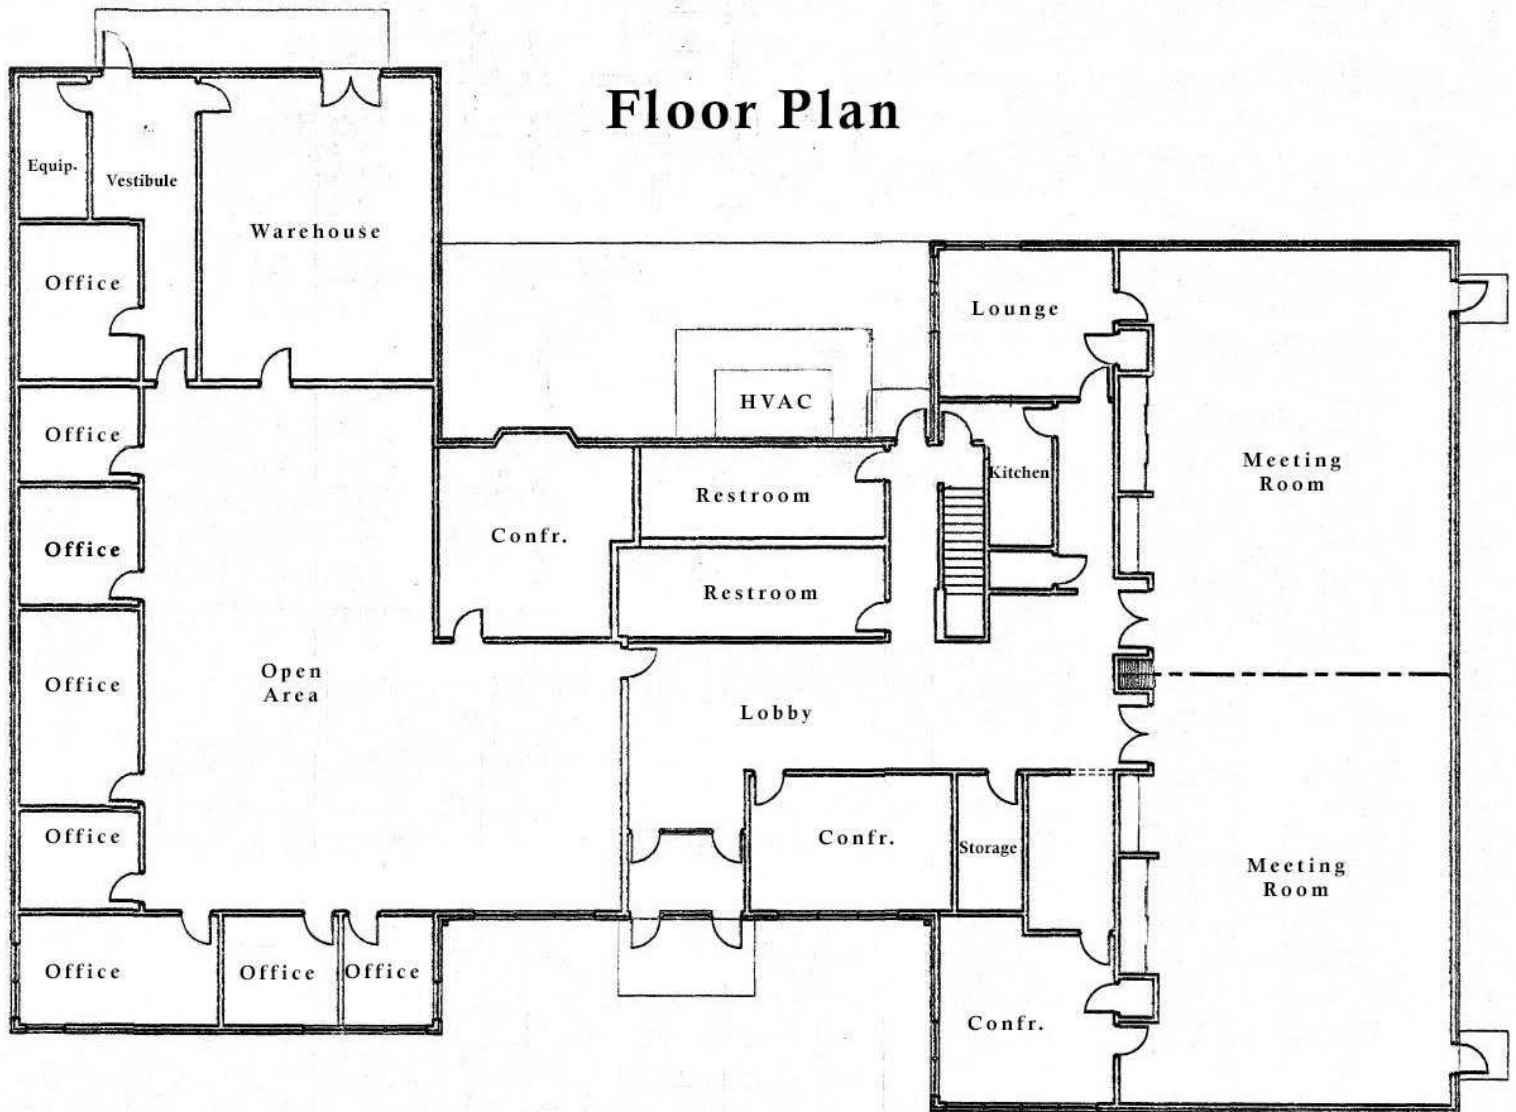 Floor Plan
Equip.
Vestibule
Warehouse
Office
Lounge
HVAC
Office
Kitchen
Meeting
Room
Restroom
Confr.
Office
Restroom
Open
Area
Office
Lobby
Office
Confr.
Storage
Meeting
Room
Office
Office
Office
Confr.